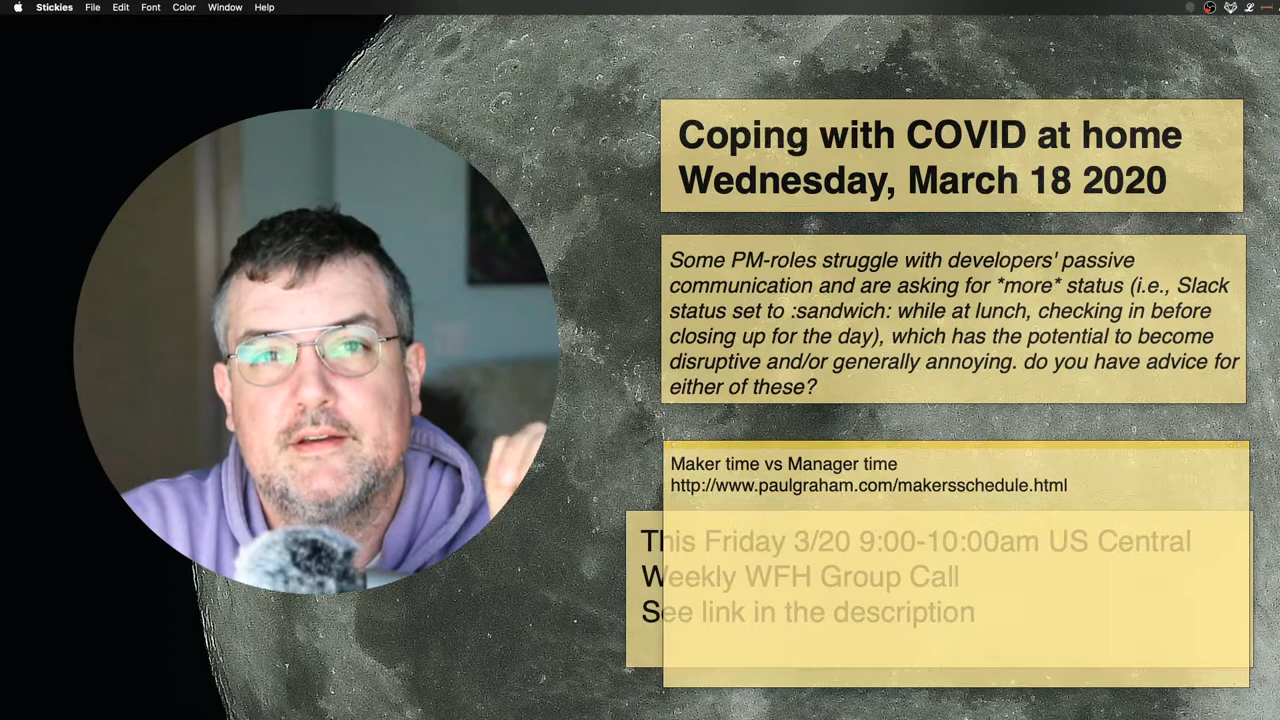 Stickies File Edit Font Color Window Help
Coping with COVID at home
Wednesday, March 18 2020
Some PM-roles struggle with developers' passive
communication and are asking for *more* status (i.e., Slack
status set to :sandwich: while at lunch, checking in before
closing up for the day), which has the potential to become
disruptive and/or generally annoying. do you have advice for
either of these?
Maker time vs Manager time
http://www.paulgraham.com/makersschedule.html
This Friday 3/20 9:00-10:00am US Central
Weekly WFH Group Call
See link in the description